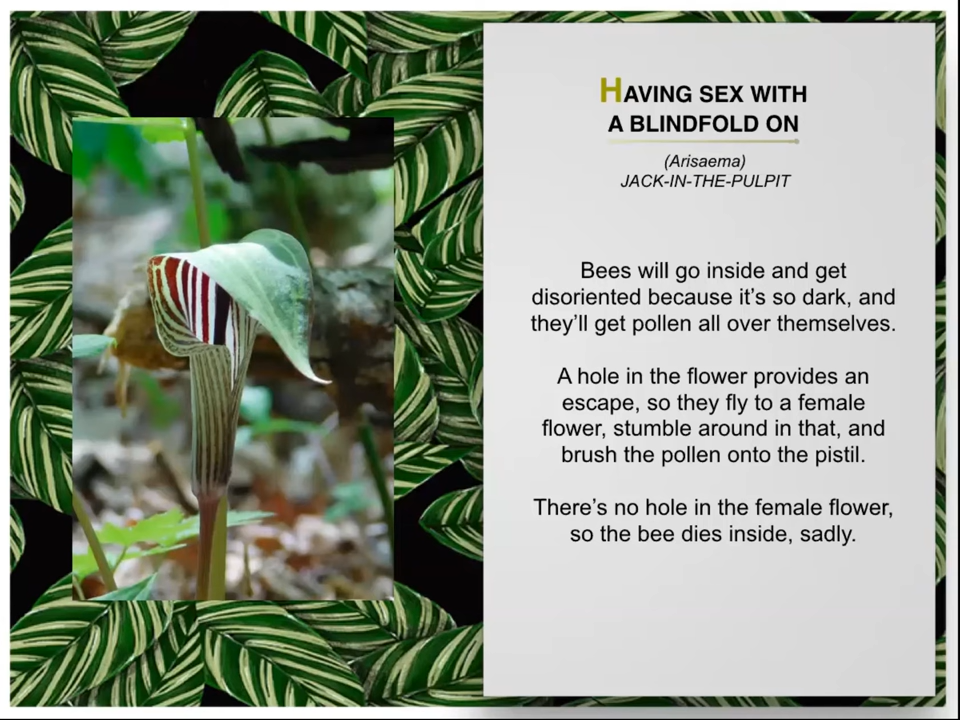 HAVING SEX WITH
A BLINDFOLD ON
(Arisaema)
JACK-IN-THE-PULPIT
Bees will go inside and get
disoriented because it’s so dark, and
they’ll get pollen all over themselves.
A hole in the flower provides an
escape, so they fly to a female
flower, stumble around in that, and
brush the pollen onto the pistil.
There’s no hole in the female flower,
so the bee dies inside, sadly.